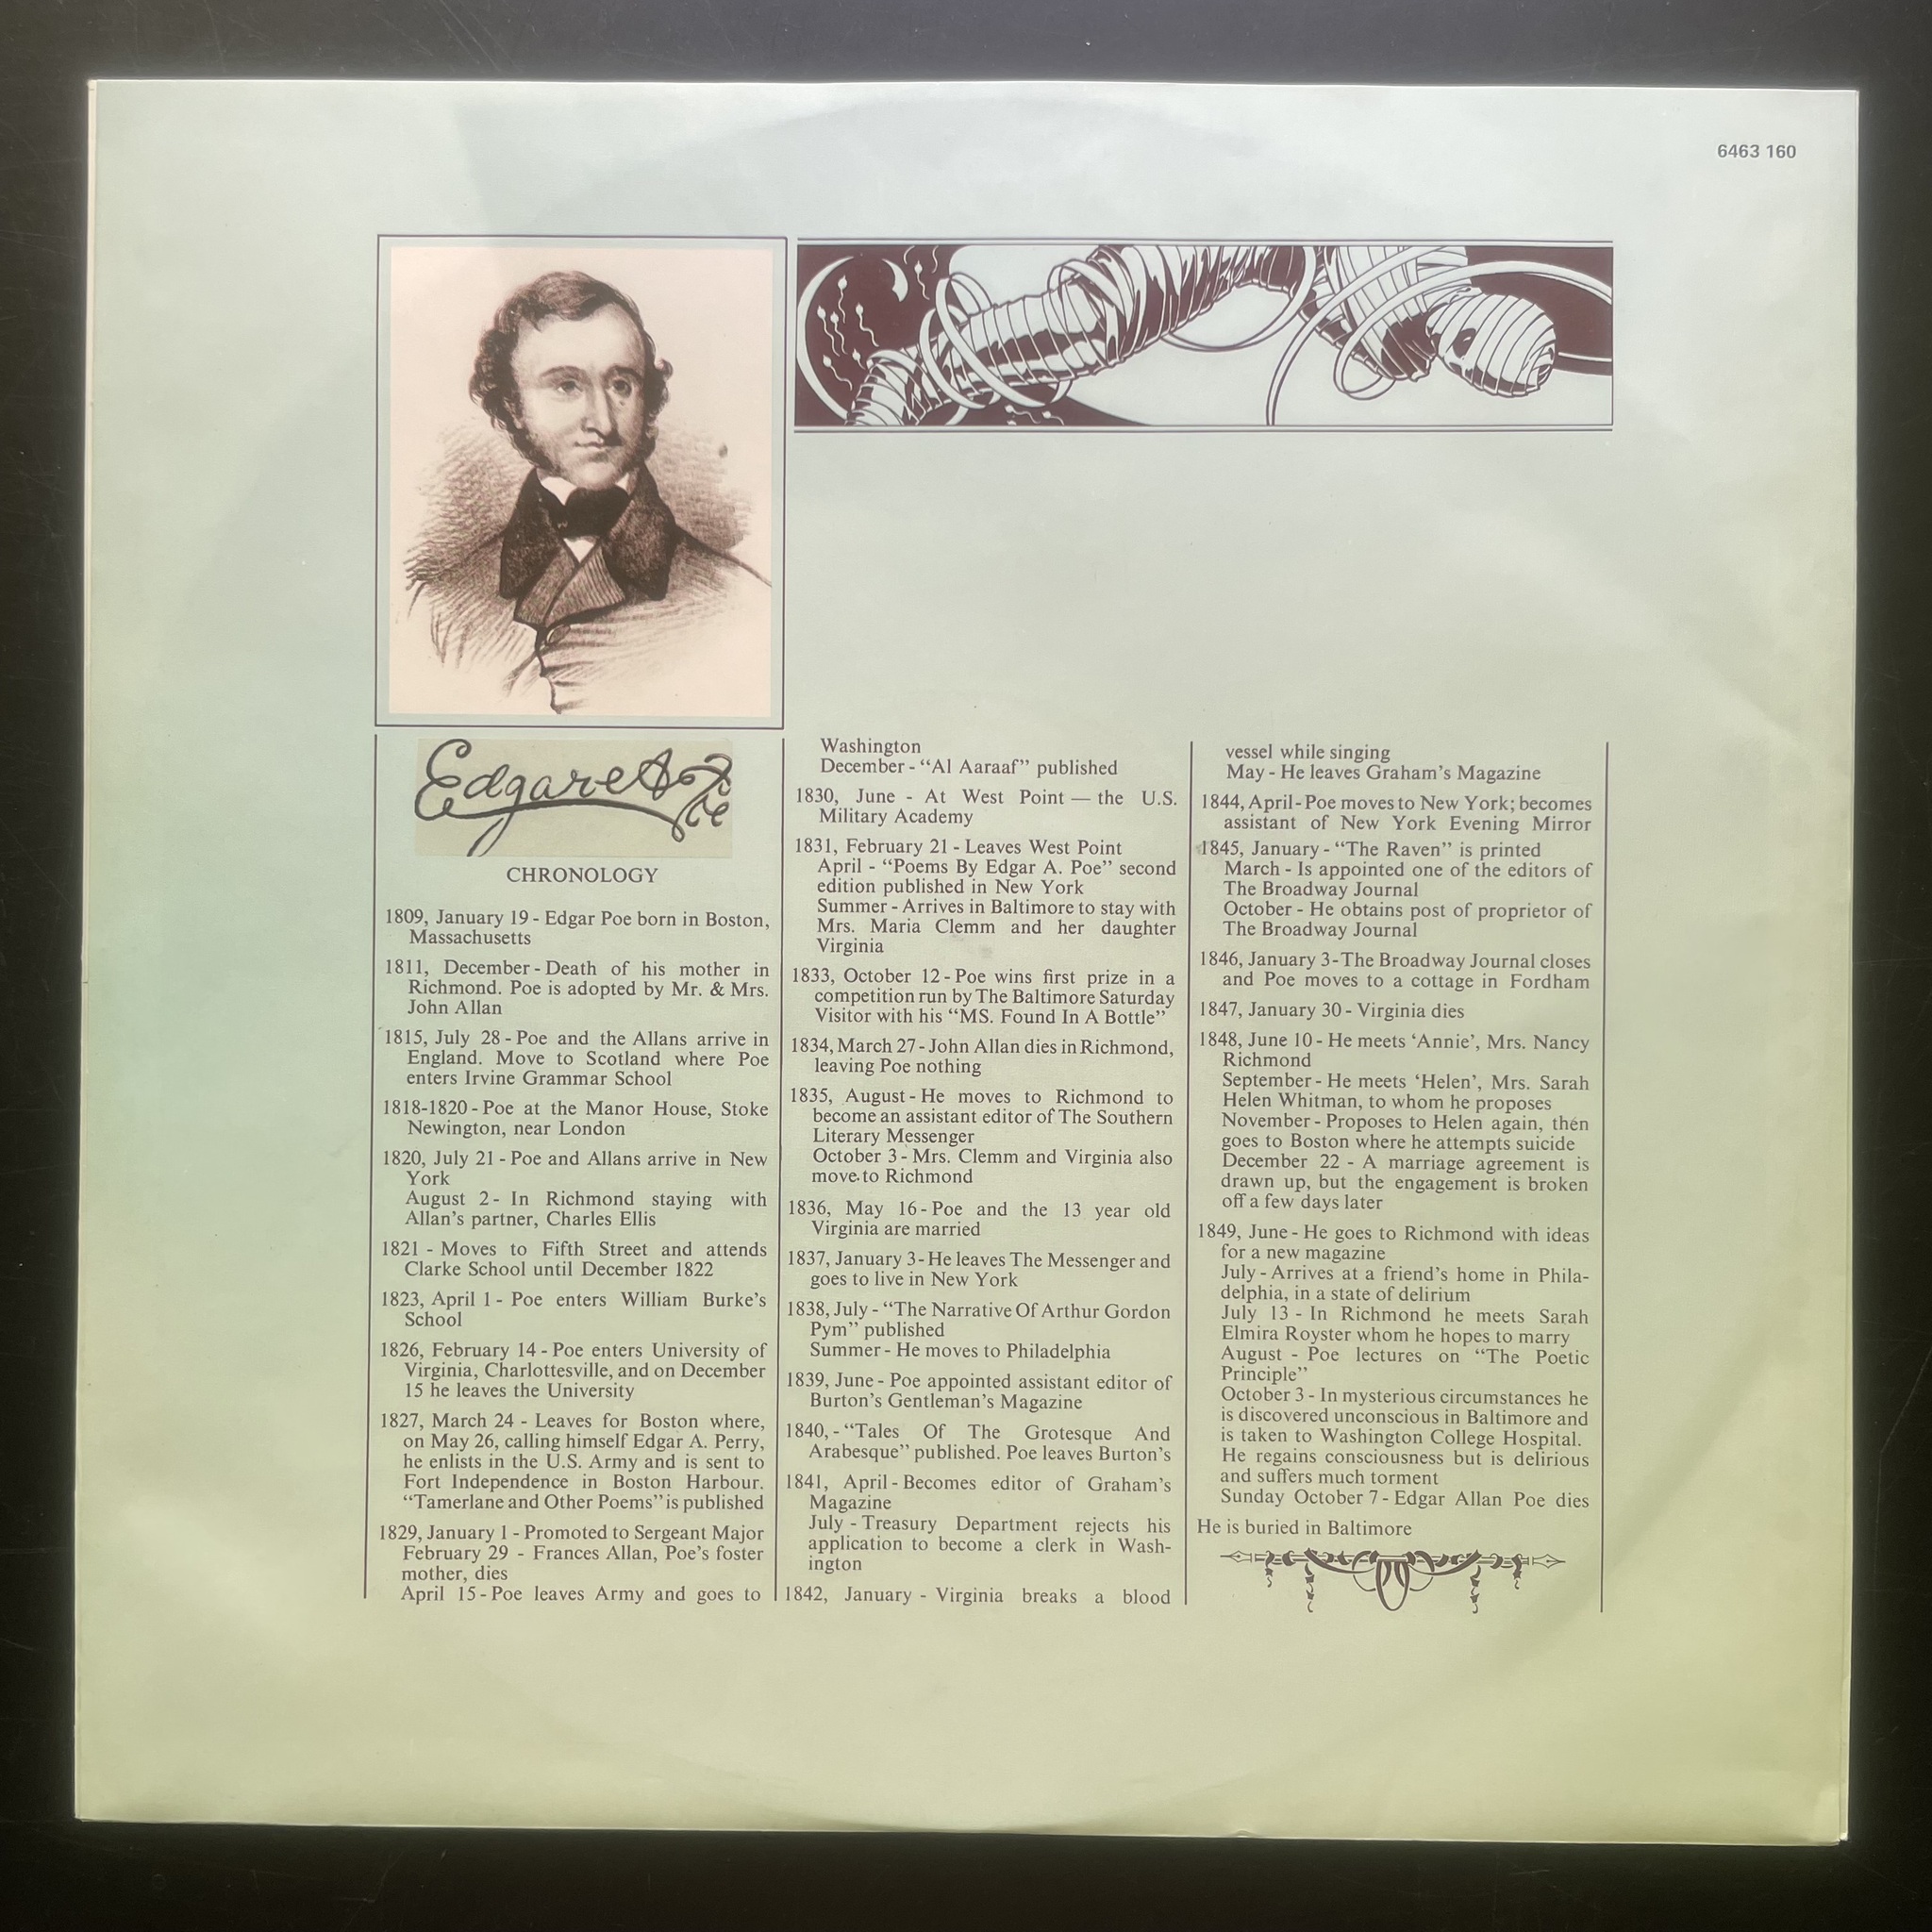 6463 160
Edgar A Poe
CHRONOLOGY
1809, January 19 - Edgar Poe born in Boston,
Massachusetts
1811, December - Death of his mother in
Richmond. Poe is adopted by Mr. & Mrs.
John Allan
1815, July 28 - Poe and the Allans arrive in
England. Move to Scotland where Poe
enters Irvine Grammar School
1818-1820 - Poe at the Manor House, Stoke
Newington, near London
1820, July 21 - Poe and Allans arrive in New
York
August 2 - In Richmond staying with
Allan's partner, Charles Ellis
1821 - Moves to Fifth Street and attends
Clarke School until December 1822
1823, April 1 - Poe enters William Burke's
School
1826, February 14 - Poe enters University of
Virginia, Charlottesville, and on December
15 he leaves the University
1827, March 24 - Leaves for Boston where,
on May 26, calling himself Edgar A. Perry,
he enlists in the U.S. Army and is sent to
Fort Independence in Boston Harbour.
“Tamerlane and Other Poems” is published
1829, January 1 - Promoted to Sergeant Major
February 29 - Frances Allan, Poe's foster
mother, dies
April 15 - Poe leaves Army and goes to
Washington
December - “Al Aaraaf” published
1830, June - At West Point — the U.S.
Military Academy
1831, February 21 - Leaves West Point
April - “Poems By Edgar A. Poe” second
edition published in New York
Summer - Arrives in Baltimore to stay with
Mrs. Maria Clemm and her daughter
Virginia
1833, October 12 - Poe wins first prize in a
competition run by The Baltimore Saturday
Visitor with his “MS. Found In A Bottle”
1834, March 27 - John Allan dies in Richmond,
leaving Poe nothing
1835, August - He moves to Richmond to
become an assistant editor of The Southern
Literary Messenger
October 3 - Mrs. Clemm and Virginia also
move to Richmond
1836, May 16 - Poe and the 13 year old
Virginia are married
1837, January 3 - He leaves The Messenger and
goes to live in New York
1838, July - “The Narrative Of Arthur Gordon
Pym” published
Summer - He moves to Philadelphia
1839, June - Poe appointed assistant editor of
Burton's Gentleman's Magazine
1840, - “Tales Of The Grotesque And
Arabesque” published. Poe leaves Burton's
1841, April - Becomes editor of Graham's
Magazine
July - Treasury Department rejects his
application to become a clerk in Wash-
ington
1842, January - Virginia breaks a blood
vessel while singing
May - He leaves Graham's Magazine
1844, April - Poe moves to New York; becomes
assistant of New York Evening Mirror
1845, January - “The Raven” is printed
March - Is appointed one of the editors of
The Broadway Journal
October - He obtains post of proprietor of
The Broadway Journal
1846, January 3 - The Broadway Journal closes
and Poe moves to a cottage in Fordham
1847, January 30 - Virginia dies
1848, June 10 - He meets ‘Annie’, Mrs. Nancy
Richmond
September - He meets ‘Helen’, Mrs. Sarah
Helen Whitman, to whom he proposes
November - Proposes to Helen again, then
goes to Boston where he attempts suicide
December 22 - A marriage agreement is
drawn up, but the engagement is broken
off a few days later
1849, June - He goes to Richmond with ideas
for a new magazine
July - Arrives at a friend's home in Phila-
delphia, in a state of delirium
July 13 - In Richmond he meets Sarah
Elmira Royster whom he hopes to marry
August - Poe lectures on “The Poetic
Principle”
October 3 - In mysterious circumstances he
is discovered unconscious in Baltimore and
is taken to Washington College Hospital.
He regains consciousness but is delirious
and suffers much torment
Sunday October 7 - Edgar Allan Poe dies
He is buried in Baltimore